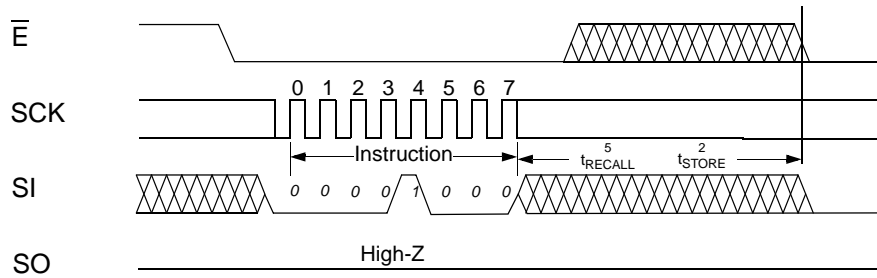 E
SCK
0 1 2 3 4 5 6 7
Instruction
5
tRECALL
2
tSTORE
SI
0 0 0 0 1 0 0 0
High-Z
SO